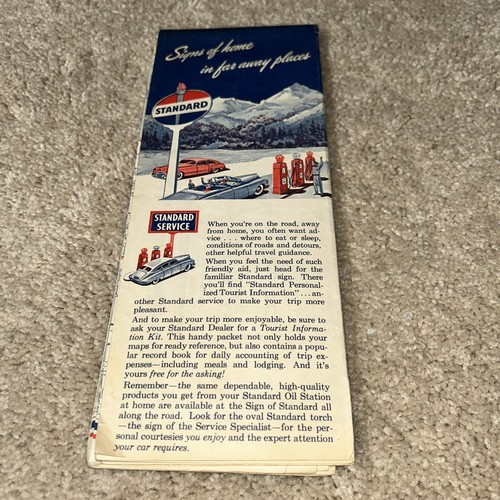 Signs of home
in far away places
STANDARD
STANDARD
SERVICE
When you're on the road, away
from home, you often want ad-
vice . . . where to eat or sleep,
conditions of roads and detours,
other helpful travel guidance.
When you feel the need of such
friendly aid, just head for the
familiar Standard sign. There
you'll find "Standard Personal-
ized Tourist Information" . . . an-
other Standard service to make your trip more
pleasant.
And to make your trip more enjoyable, be sure to
ask your Standard Dealer for a Tourist Informa-
tion Kit. This handy packet not only holds your
maps for ready reference, but also contains a popu-
lar record book for daily accounting of trip ex-
penses—including meals and lodging. And it's
yours free for the asking!
Remember—the same dependable, high-quality
products you get from your Standard Oil Station
at home are available at the Sign of Standard all
along the road. Look for the oval Standard torch
—the sign of the Service Specialist—for the per-
sonal courtesies you enjoy and the expert attention
your car requires.